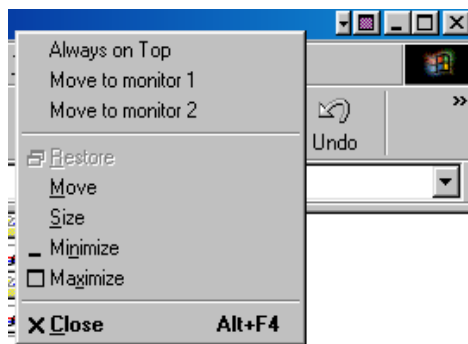 Always on Top
Move to monitor 1
Move to monitor 2
»
Undo
Restore
Move
Size
Minimize
Maximize
Close Alt+F4